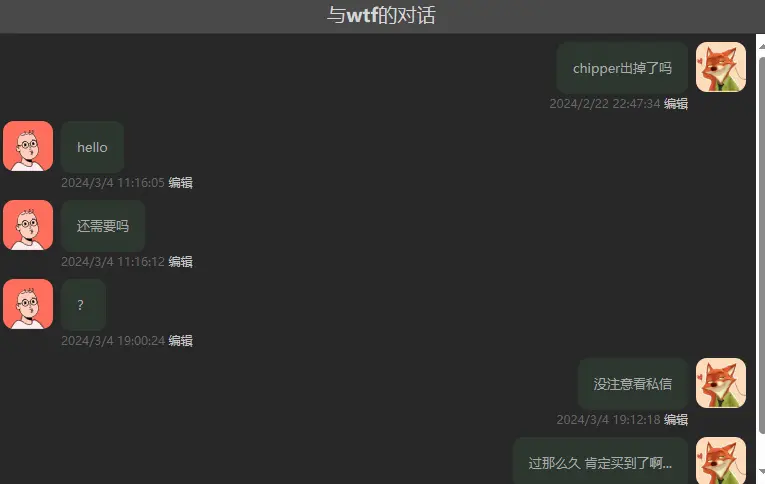 与wtf的对话
chipper出掉了吗
2024/2/22 22:47:34 编辑
hello
2024/3/4 11:16:05 编辑
还需要吗
2024/3/4 11:16:12 编辑
?
2024/3/4 19:00:24 编辑
没注意看私信
2024/3/4 19:12:18 编辑
过那么久 肯定买到了啊...